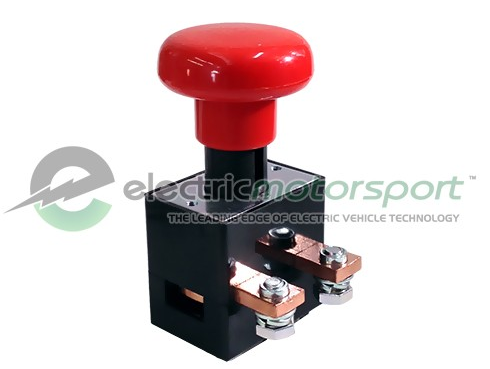 electricmotorsport™
THE LEADING EDGE OF ELECTRIC VEHICLE TECHNOLOGY